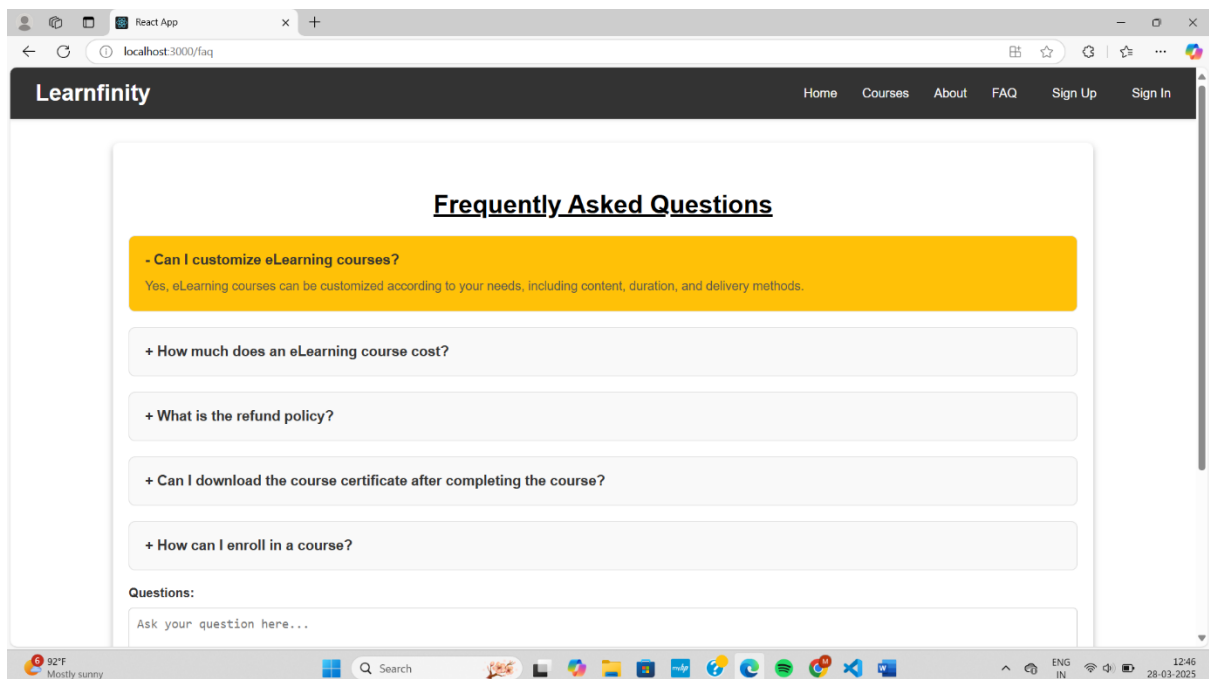 React App
localhost:3000/faq
Learnfinity
Home Courses About FAQ Sign Up Sign In
Frequently Asked Questions
- Can I customize eLearning courses?
Yes, eLearning courses can be customized according to your needs, including content, duration, and delivery methods.
+ How much does an eLearning course cost?
+ What is the refund policy?
+ Can I download the course certificate after completing the course?
+ How can I enroll in a course?
Questions:
Ask your question here...
6
92°F
Mostly sunny
Search
myhp
ENG
IN
12:46
28-03-2025